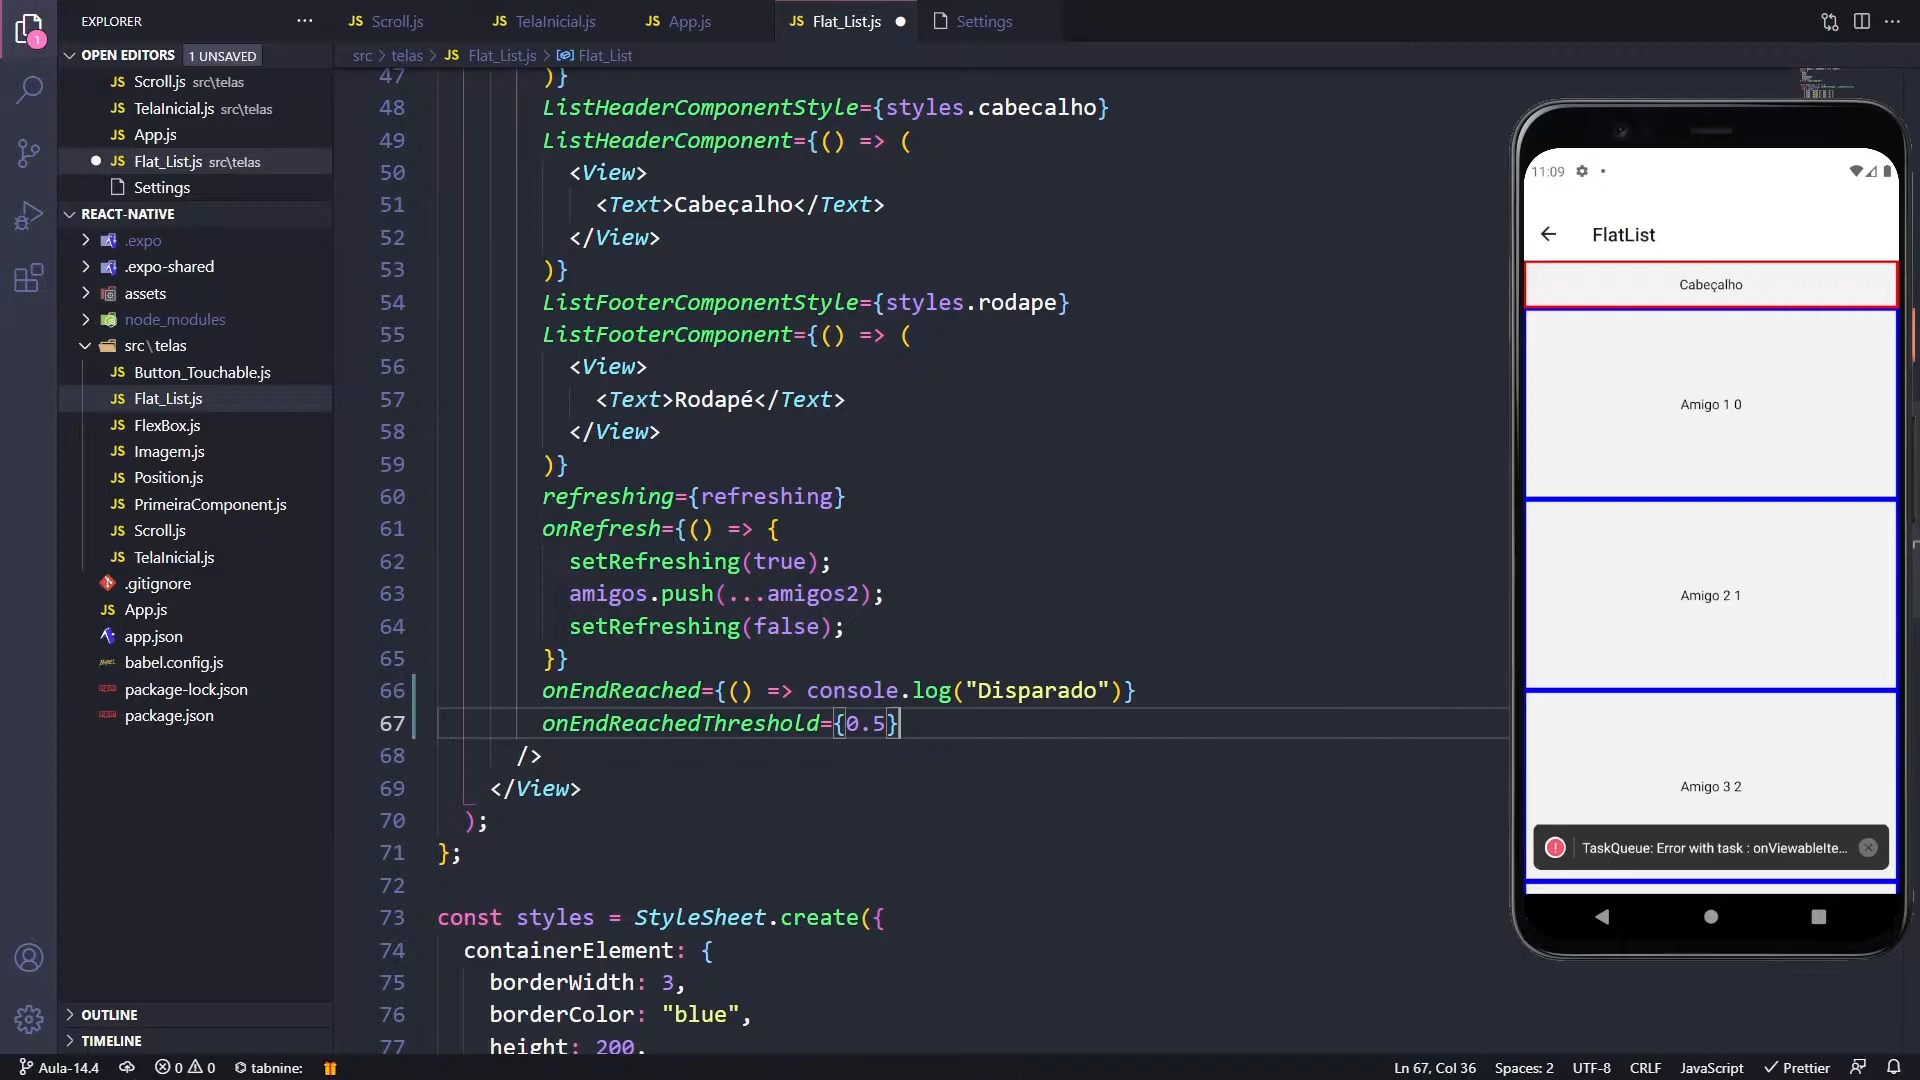 EXPLORER
Scroll.js
TelaInicial.js
App.js
Flat_List.js
Settings
OPEN EDITORS 1 UNSAVED
src > telas > JS Flat_List.js > Flat_List
JS Scroll.js src\telas
JS TelaInicial.js src\telas
JS App.js
JS Flat_List.js src\telas
Settings
REACT-NATIVE
.expo
.expo-shared
assets
node_modules
src\telas
JS Button_Touchable.js
JS Flat_List.js
JS FlexBox.js
JS Imagem.js
JS Position.js
JS PrimeiraComponent.js
JS Scroll.js
JS TelaInicial.js
.gitignore
JS App.js
app.json
babel.config.js
package-lock.json
package.json
OUTLINE
TIMELINE
47 )}
48 ListHeaderComponentStyle={styles.cabecalho}
49 ListHeaderComponent={() => (
50 <View>
51 <Text>Cabeçalho</Text>
52 </View>
53 )}
54 ListFooterComponentStyle={styles.rodape}
55 ListFooterComponent={() => (
56 <View>
57 <Text>Rodapé</Text>
58 </View>
59 )}
60 refreshing={refreshing}
61 onRefresh={() => {
62 setRefreshing(true);
63 amigos.push(...amigos2);
64 setRefreshing(false);
65 }}
66 onEndReached={() => console.log("Disparado")}
67 onEndReachedThreshold={0.5}
68 />
69 </View>
70 );
71 };
72
73 const styles = StyleSheet.create({
74 containerElement: {
75 borderWidth: 3,
76 borderColor: "blue",
77 height: 200,
11:09
FlatList
Cabeçalho
Amigo 1 0
Amigo 2 1
Amigo 3 2
TaskQueue: Error with task : onViewableIte...
Aula-14.4 0 0 tabnine:
Ln 67, Col 36 Spaces: 2 UTF-8 CRLF JavaScript Prettier